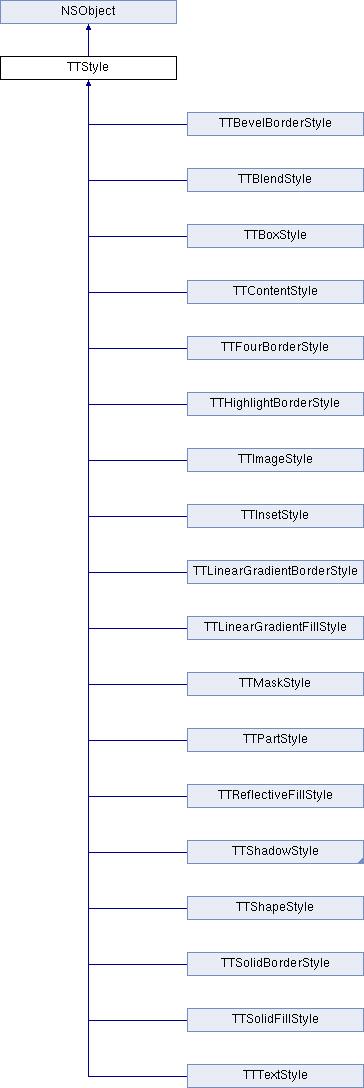 NSObject
TTStyle
TTBevelBorderStyle
TTBlendStyle
TTBoxStyle
TTContentStyle
TTFourBorderStyle
TTHighlightBorderStyle
TTImageStyle
TTInsetStyle
TTLinearGradientBorderStyle
TTLinearGradientFillStyle
TTMaskStyle
TTPartStyle
TTReflectiveFillStyle
TTShadowStyle
TTShapeStyle
TTSolidBorderStyle
TTSolidFillStyle
TTTextStyle